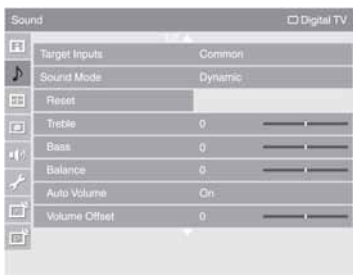 Sound Digital TV
Target Inputs Common
Sound Mode Dynamic
Reset
Treble 0
Bass 0
Balance 0
Auto Volume On
Volume Offset 0